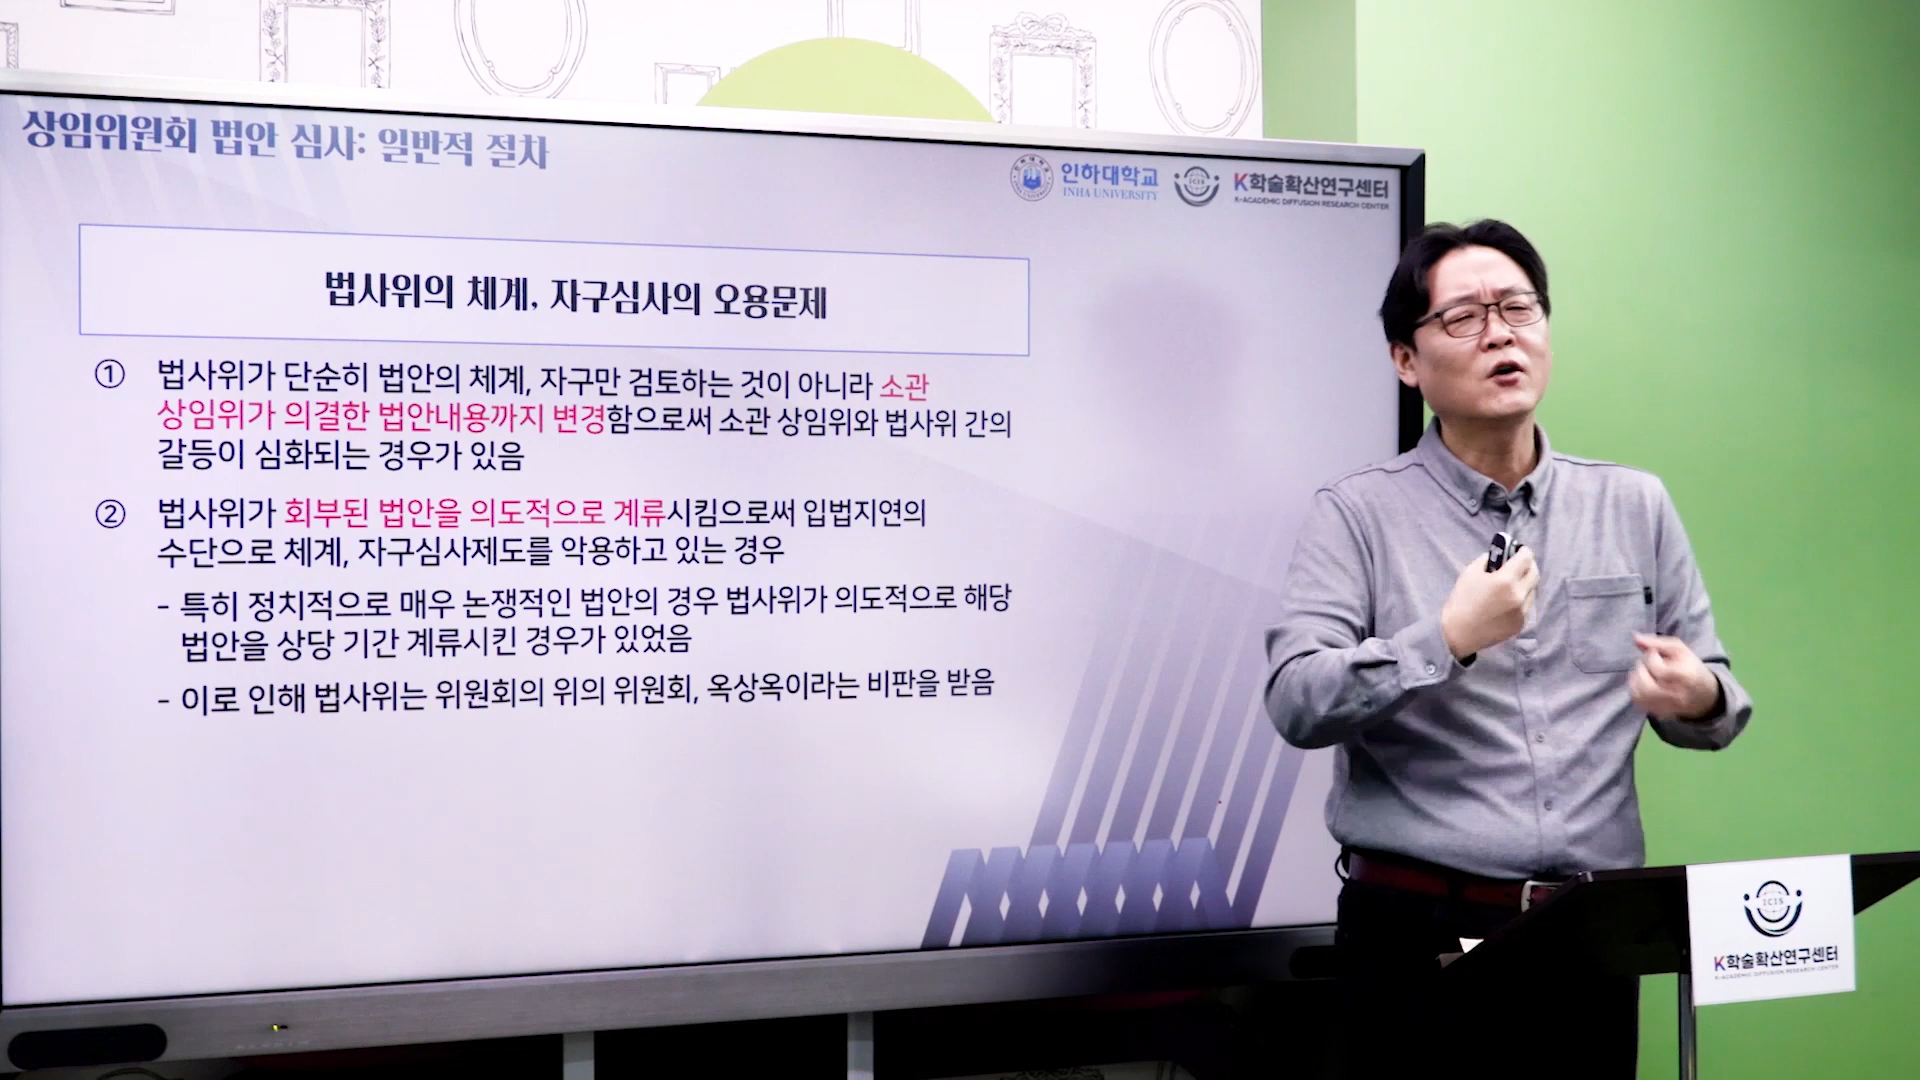 상임위원회 법안 심사: 일반적 절차
인하대학교
INHA UNIVERSITY
ICIS
K학술확산연구센터
K-ACADEMIC DIFFUSION RESEARCH CENTER
법사위의 체계, 자구심사의 오용문제
① 법사위가 단순히 법안의 체계, 자구만 검토하는 것이 아니라 소관
상임위가 의결한 법안내용까지 변경함으로써 소관 상임위와 법사위 간의
갈등이 심화되는 경우가 있음
② 법사위가 회부된 법안을 의도적으로 계류시킴으로써 입법지연의
수단으로 체계, 자구심사제도를 악용하고 있는 경우
- 특히 정치적으로 매우 논쟁적인 법안의 경우 법사위가 의도적으로 해당
법안을 상당 기간 계류시킨 경우가 있었음
- 이로 인해 법사위는 위원회의 위의 위원회, 옥상옥이라는 비판을 받음
ICIS
K학술확산연구센터
K-ACADEMIC DIFFUSION RESEARCH CENTER